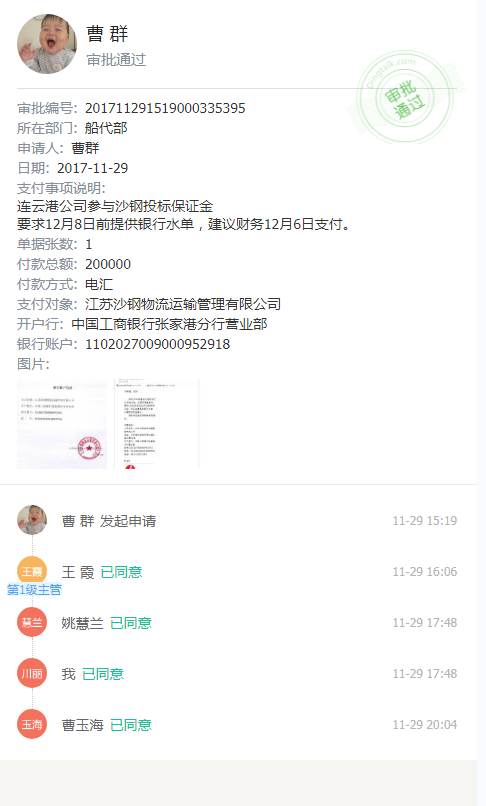 曹 群
审批通过
Dingtalk.com
审批
通过
审批编号：201711291519000335395
所在部门：船代部
申请人：曹群
日期：2017-11-29
支付事项说明：
连云港公司参与沙钢投标保证金
要求12月8日前提供银行水单，建议财务12月6日支付。
单据张数：1
付款总额：200000
付款方式：电汇
支付对象：江苏沙钢物流运输管理有限公司
开户行：中国工商银行张家港分行营业部
银行账户：1102027009000952918
图片：
曹 群 发起申请 11-29 15:19
王霞 王 霞 已同意 11-29 16:06
第1级主管
慧兰 姚慧兰 已同意 11-29 17:48
川丽 我 已同意 11-29 17:48
玉海 曹玉海 已同意 11-29 20:04